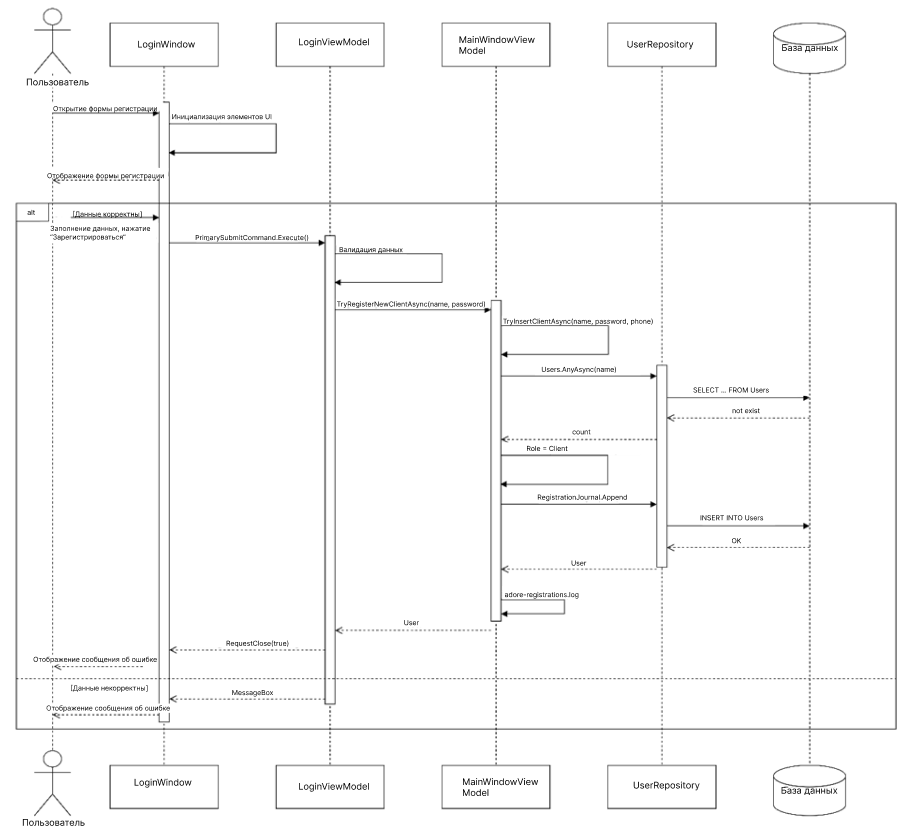 LoginWindow
LoginViewModel
MainWindowView
Model
UserRepository
База данных
Пользователь
Открытие формы регистрации
Инициализация элементов UI
Отображение формы регистрации
alt
[Данные корректны]
Заполнение данных, нажатие
"Зарегистрироваться"
PrimarySubmitCommand.Execute()
Валидация данных
TryRegisterNewClientAsync(name, password)
TryInsertClientAsync(name, password, phone)
Users.AnyAsync(name)
SELECT ... FROM Users
not exist
count
Role = Client
RegistrationJournal.Append
INSERT INTO Users
OK
User
adore-registrations.log
User
RequestClose(true)
Отображение сообщения об ошибке
[Данные некорректны]
MessageBox
Отображение сообщения об ошибке
LoginWindow
LoginViewModel
MainWindowView
Model
UserRepository
База данных
Пользователь